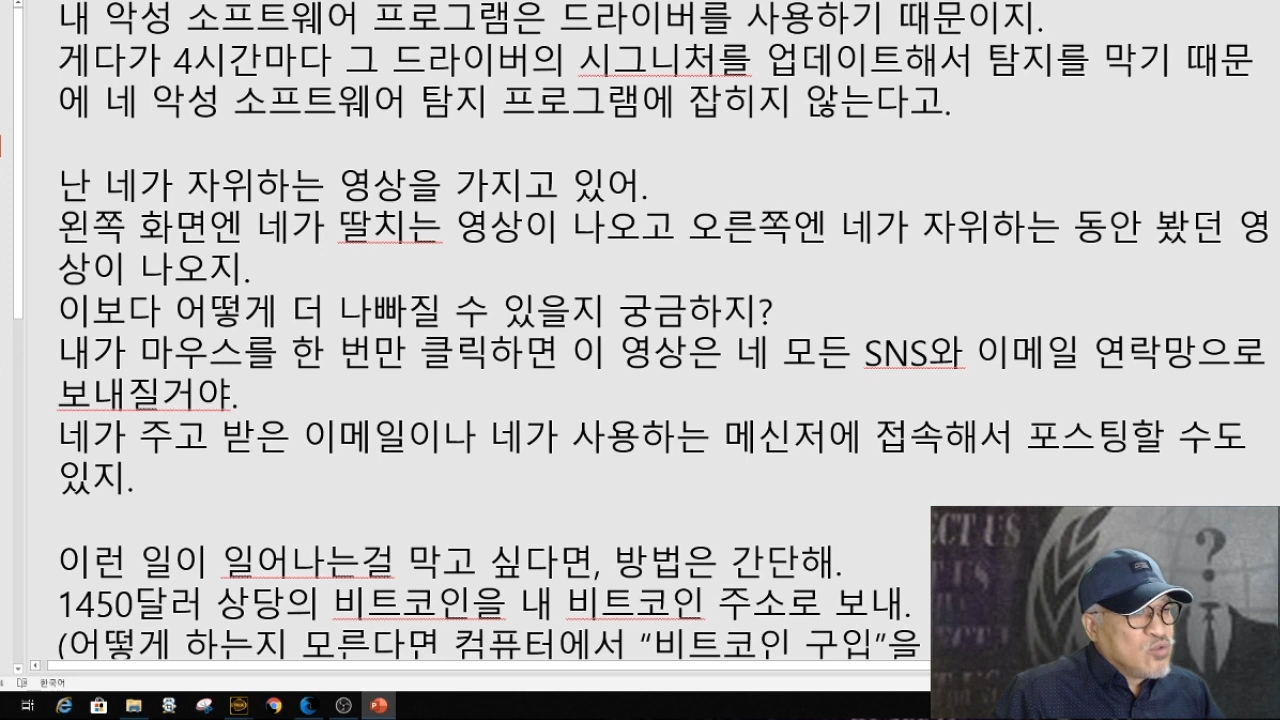 내 악성 소프트웨어 프로그램은 드라이버를 사용하기 때문이지.
게다가 4시간마다 그 드라이버의 시그니처를 업데이트해서 탐지를 막기 때문
에 네 악성 소프트웨어 탐지 프로그램에 잡히지 않는다고.
난 네가 자위하는 영상을 가지고 있어.
왼쪽 화면엔 네가 딸치는 영상이 나오고 오른쪽엔 네가 자위하는 동안 봤던 영
상이 나오지.
이보다 어떻게 더 나빠질 수 있을지 궁금하지?
내가 마우스를 한 번만 클릭하면 이 영상은 네 모든 SNS와 이메일 연락망으로
보내질거야.
네가 주고 받은 이메일이나 네가 사용하는 메신저에 접속해서 포스팅할 수도
있지.
이런 일이 일어나는걸 막고 싶다면, 방법은 간단해.
1450달러 상당의 비트코인을 내 비트코인 주소로 보내.
(어떻게 하는지 모른다면 컴퓨터에서 “비트코인 구입”을
한국어
ECT US